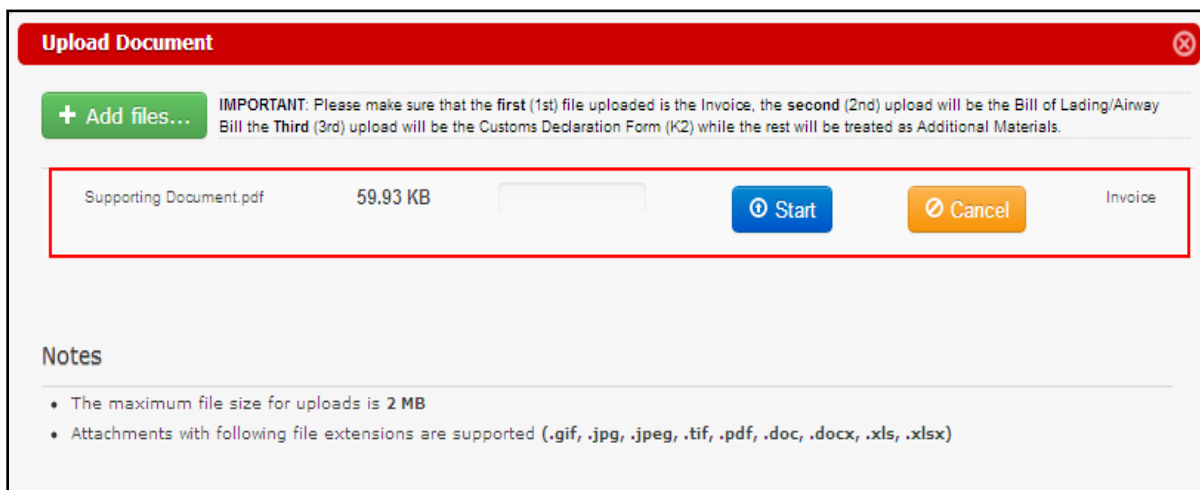 Upload Document
+ Add files...
IMPORTANT: Please make sure that the first (1st) file uploaded is the Invoice, the second (2nd) upload will be the Bill of Lading/Airway
Bill the Third (3rd) upload will be the Customs Declaration Form (K2) while the rest will be treated as Additional Materials.
Supporting Document.pdf 59.93 KB Start Cancel Invoice
Notes
• The maximum file size for uploads is 2 MB
• Attachments with following file extensions are supported (.gif, .jpg, .jpeg, .tif, .pdf, .doc, .docx, .xls, .xlsx)